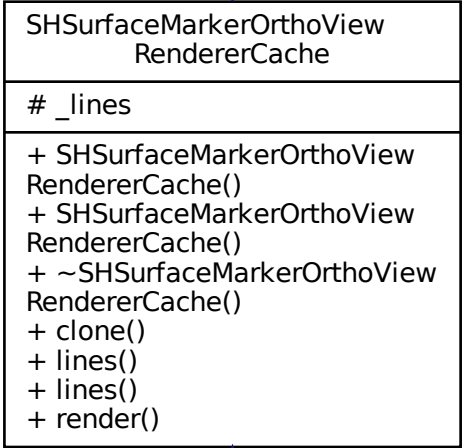 SHSurfaceMarkerOrthoView
RendererCache
# _lines
+ SHSurfaceMarkerOrthoView
RendererCache()
+ SHSurfaceMarkerOrthoView
RendererCache()
+ ~SHSurfaceMarkerOrthoView
RendererCache()
+ clone()
+ lines()
+ lines()
+ render()